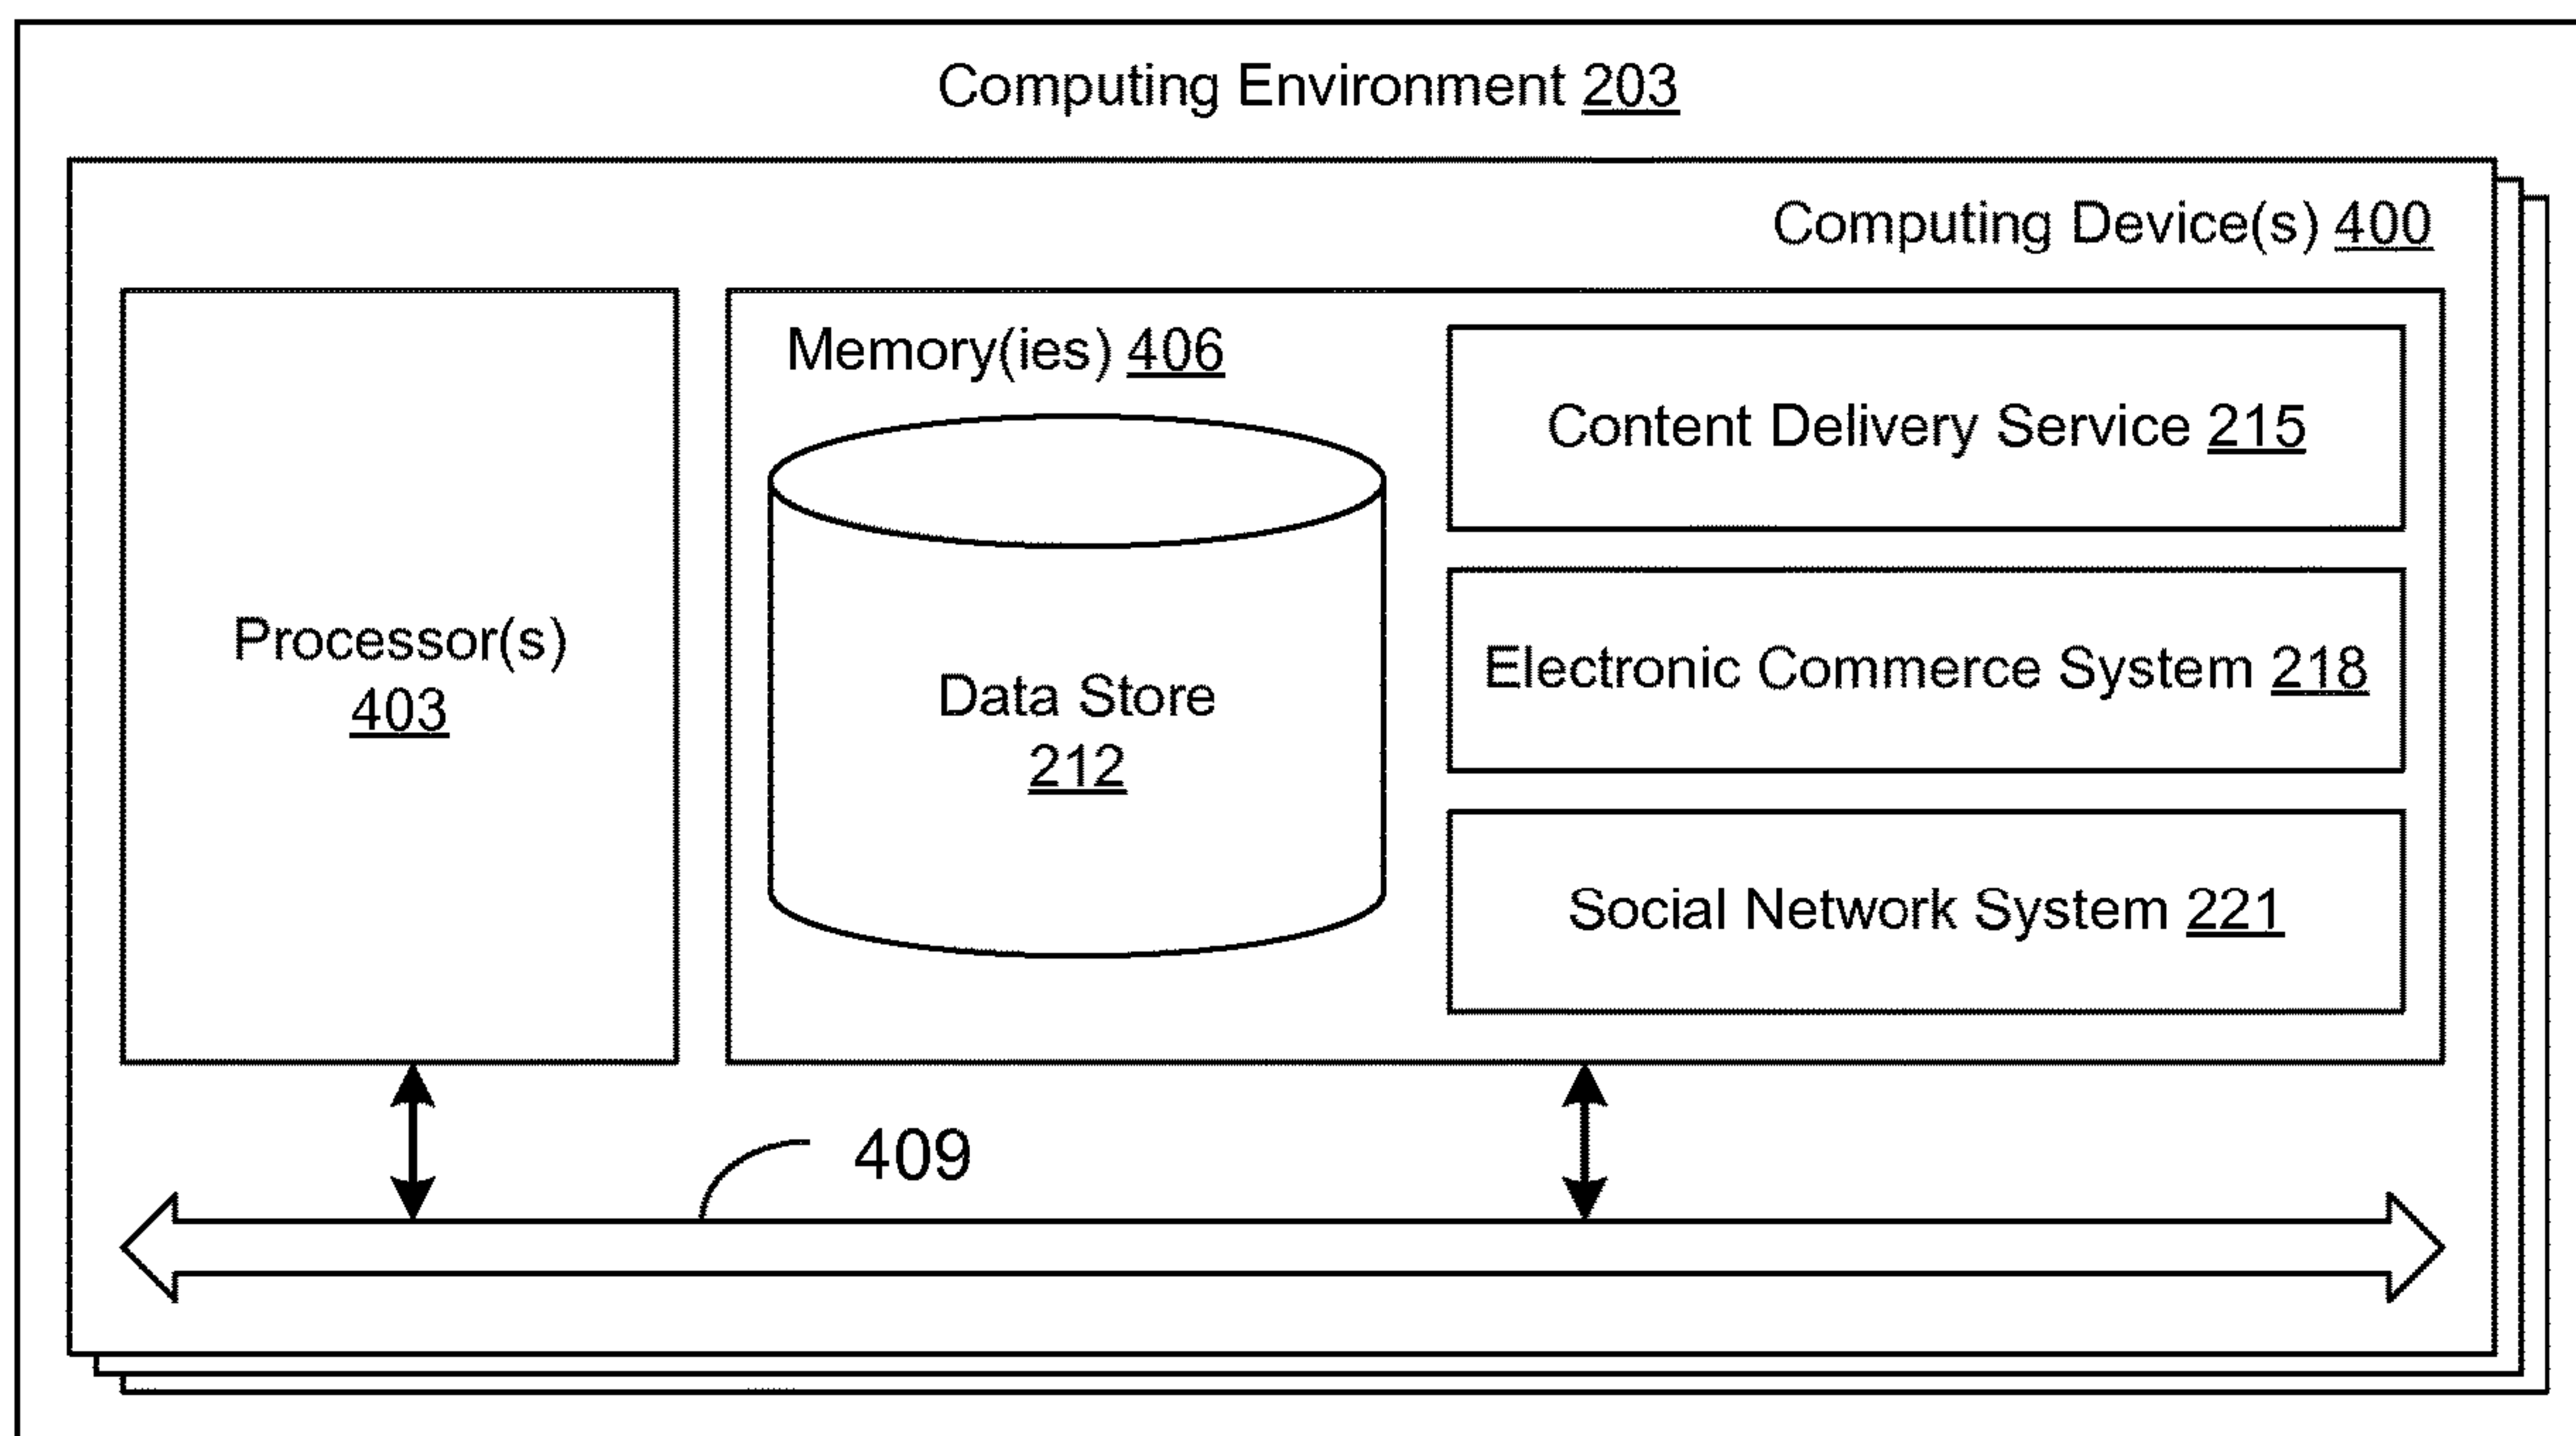 Computing Environment 203
Computing Device(s) 400
Processor(s)
403
Memory(ies) 406
Data Store
212
Content Delivery Service 215
Electronic Commerce System 218
Social Network System 221
409